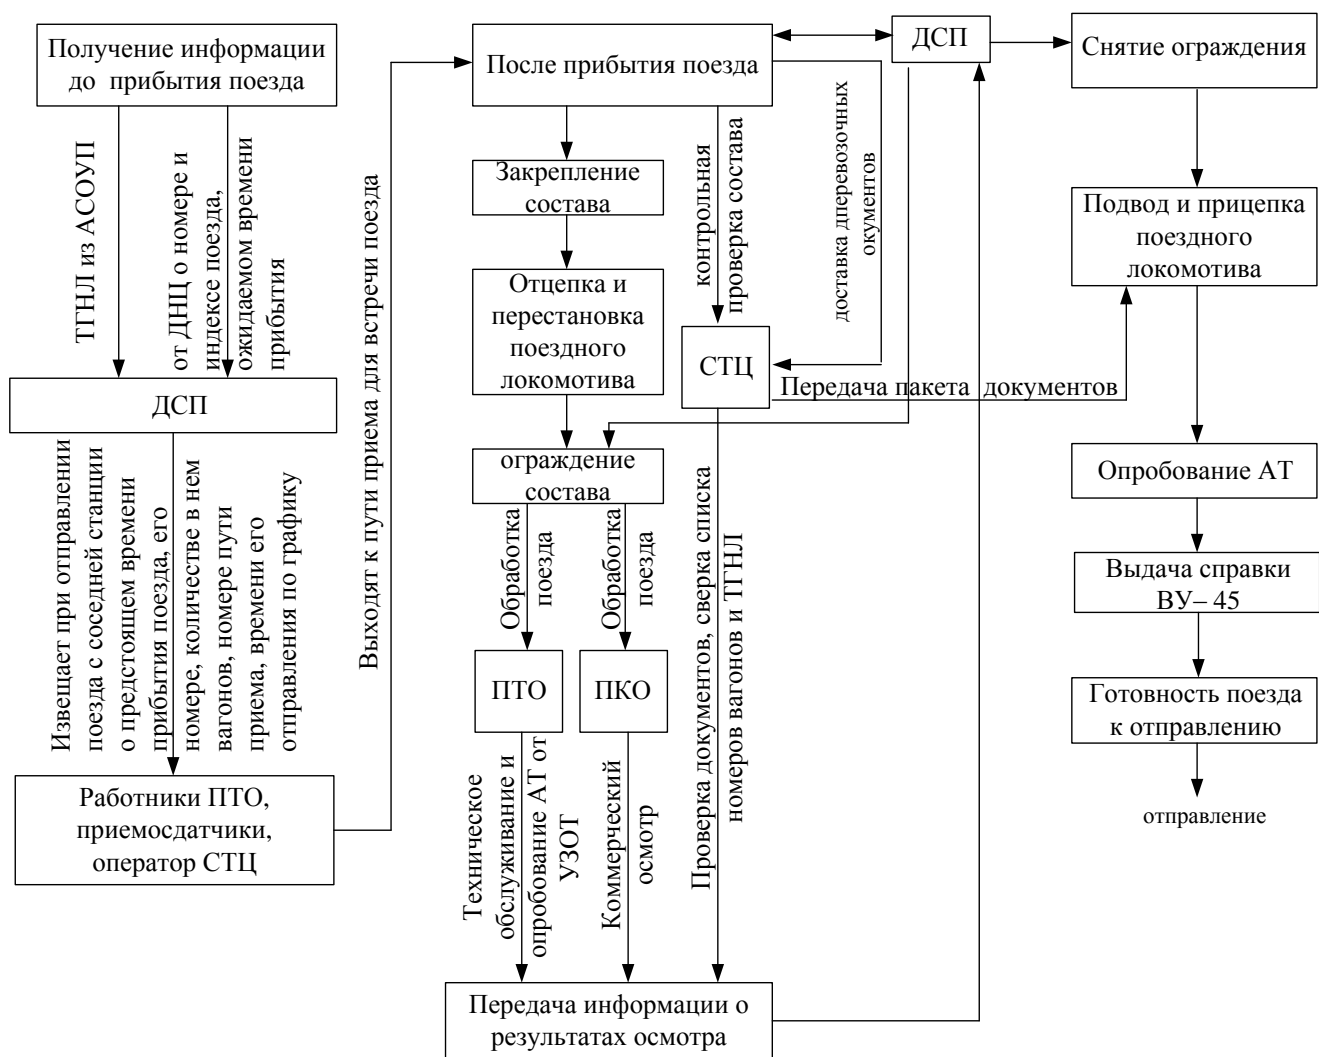 Получение информации
до прибытия поезда
ТГНЛ из АСОУП
от ДНЦ о номере и
индексе поезда,
ожидаемом времени
прибытия
ДСП
Извещает при отправлении
поезда с соседней станции
о предстоящем времени
прибытия поезда, его
номере, количестве в нем
вагонов, номере пути
приема, времени его
отправления по графику
Работники ПТО,
приемосдатчики,
оператор СТЦ
Выходят к пути приема для встречи поезда
После прибытия поезда
Закрепление
состава
Отцепка и
перестановка
поездного
локомотива
ограждение
состава
Обработка
поезда
Обработка
поезда
ПТО
ПКО
Техническое
обслуживание и
опробование АТ от
УЗОТ
Коммерческий
осмотр
контрольная
проверка состава
доставка дперевозочных
окументов
СТЦ
Передача пакета документов
Проверка документов, сверка списка
номеров вагонов и ТГНЛ
Передача информации о
результатах осмотра
ДСП
Снятие ограждения
Подвод и прицепка
поездного
локомотива
Опробование АТ
Выдача справки
ВУ– 45
Готовность поезда
к отправлению
отправление